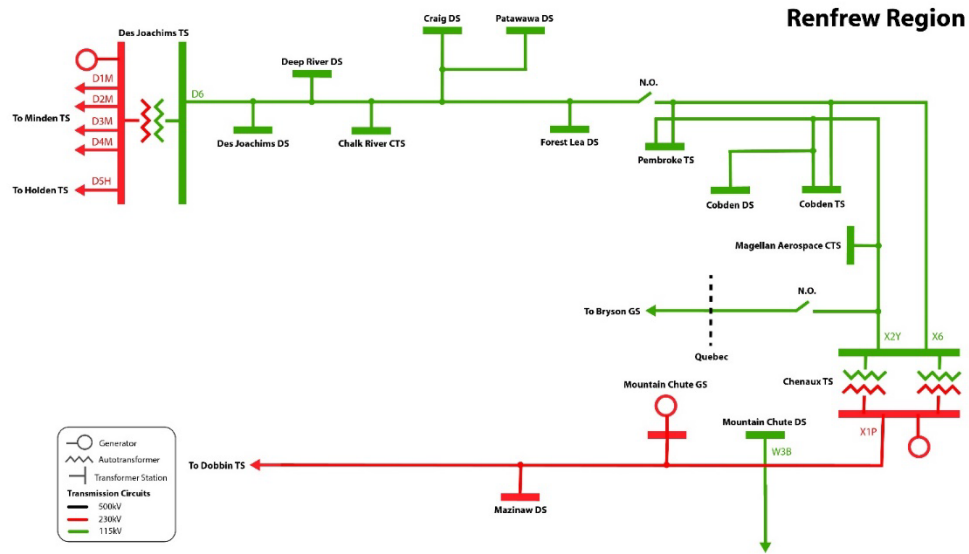 Renfrew Region
Craig DS
Patawawa DS
Des Joachims TS
Deep River DS
D1M
D2M
D3M
D4M
D5H
To Minden TS
To Holden TS
D6
N.O.
Des Joachims DS
Chalk River CTS
Forest Lea DS
Pembroke TS
Cobden DS
Cobden TS
Magellan Aerospace CTS
N.O.
To Bryson GS
Quebec
X2Y
X6
Chenaux TS
Mountain Chute GS
Mountain Chute DS
X1P
W3B
To Dobbin TS
Mazinaw DS
Generator
Autotransformer
Transformer Station
Transmission Circuits
500kV
230kV
115kV